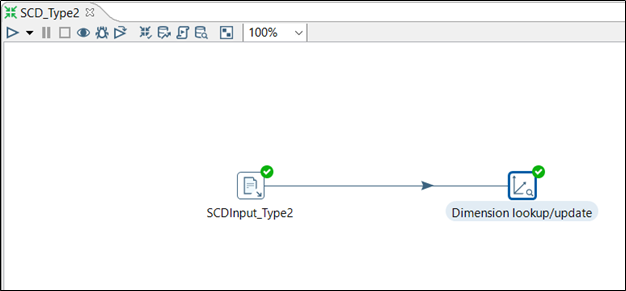 SCD_Type2
100%
SCDInput_Type2
Dimension lookup/update